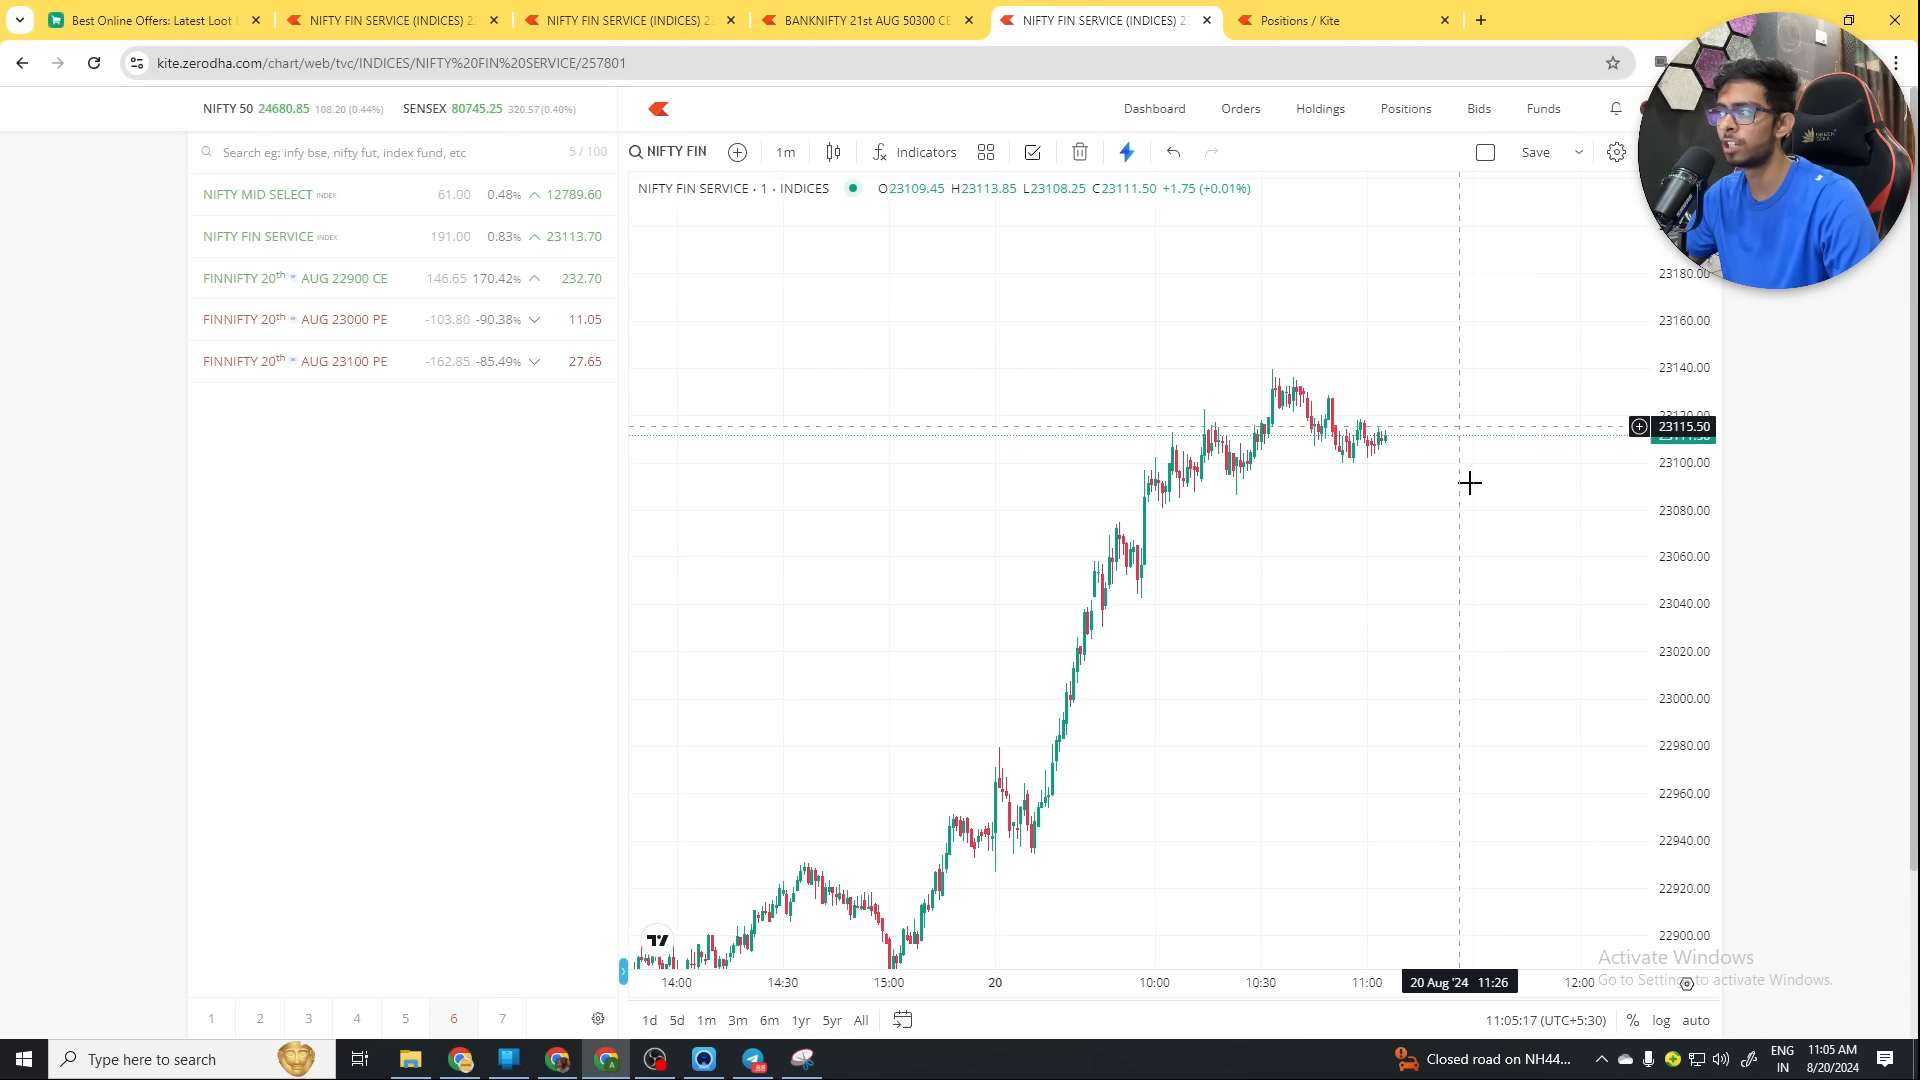 Best Online Offers: Latest Loot
NIFTY FIN SERVICE (INDICES) 2
NIFTY FIN SERVICE (INDICES) 23
BANKNIFTY 21st AUG 50300 CE
NIFTY FIN SERVICE (INDICES) 23
Positions / Kite
kite.zerodha.com/chart/web/tvc/INDICES/NIFTY%20FIN%20SERVICE/257801
NIFTY 50 24680.85 108.20 (0.44%) SENSEX 80745.25 320.57 (0.40%)
Dashboard Orders Holdings Positions Bids Funds
Search eg: infy bse, nifty fut, index fund, etc 5 / 100
NIFTY FIN 1m Indicators Save
NIFTY MID SELECT INDEX 61.00 0.48% 12789.60
NIFTY FIN SERVICE INDEX 191.00 0.83% 23113.70
FINNIFTY 20th AUG 22900 CE 146.65 170.42% 232.70
FINNIFTY 20th AUG 23000 PE -103.80 -90.38% 11.05
FINNIFTY 20th AUG 23100 PE -162.85 -85.49% 27.65
NIFTY FIN SERVICE · 1 · INDICES O23109.45 H23113.85 L23108.25 C23111.50 +1.75 (+0.01%)
23180.00
23160.00
23140.00
23120.00
23115.50
23100.00
23080.00
23060.00
23040.00
23020.00
23000.00
22980.00
22960.00
22940.00
22920.00
22900.00
Activate Windows
Go to Settings to activate Windows.
14:00 14:30 15:00 20 10:00 10:30 11:00 20 Aug '24 11:26 12:00
1 2 3 4 5 6 7
1d 5d 1m 3m 6m 1yr 5yr All 11:05:17 (UTC+5:30) % log auto
Type here to search
88
Closed road on NH44...
ENG
IN
11:05 AM
8/20/2024